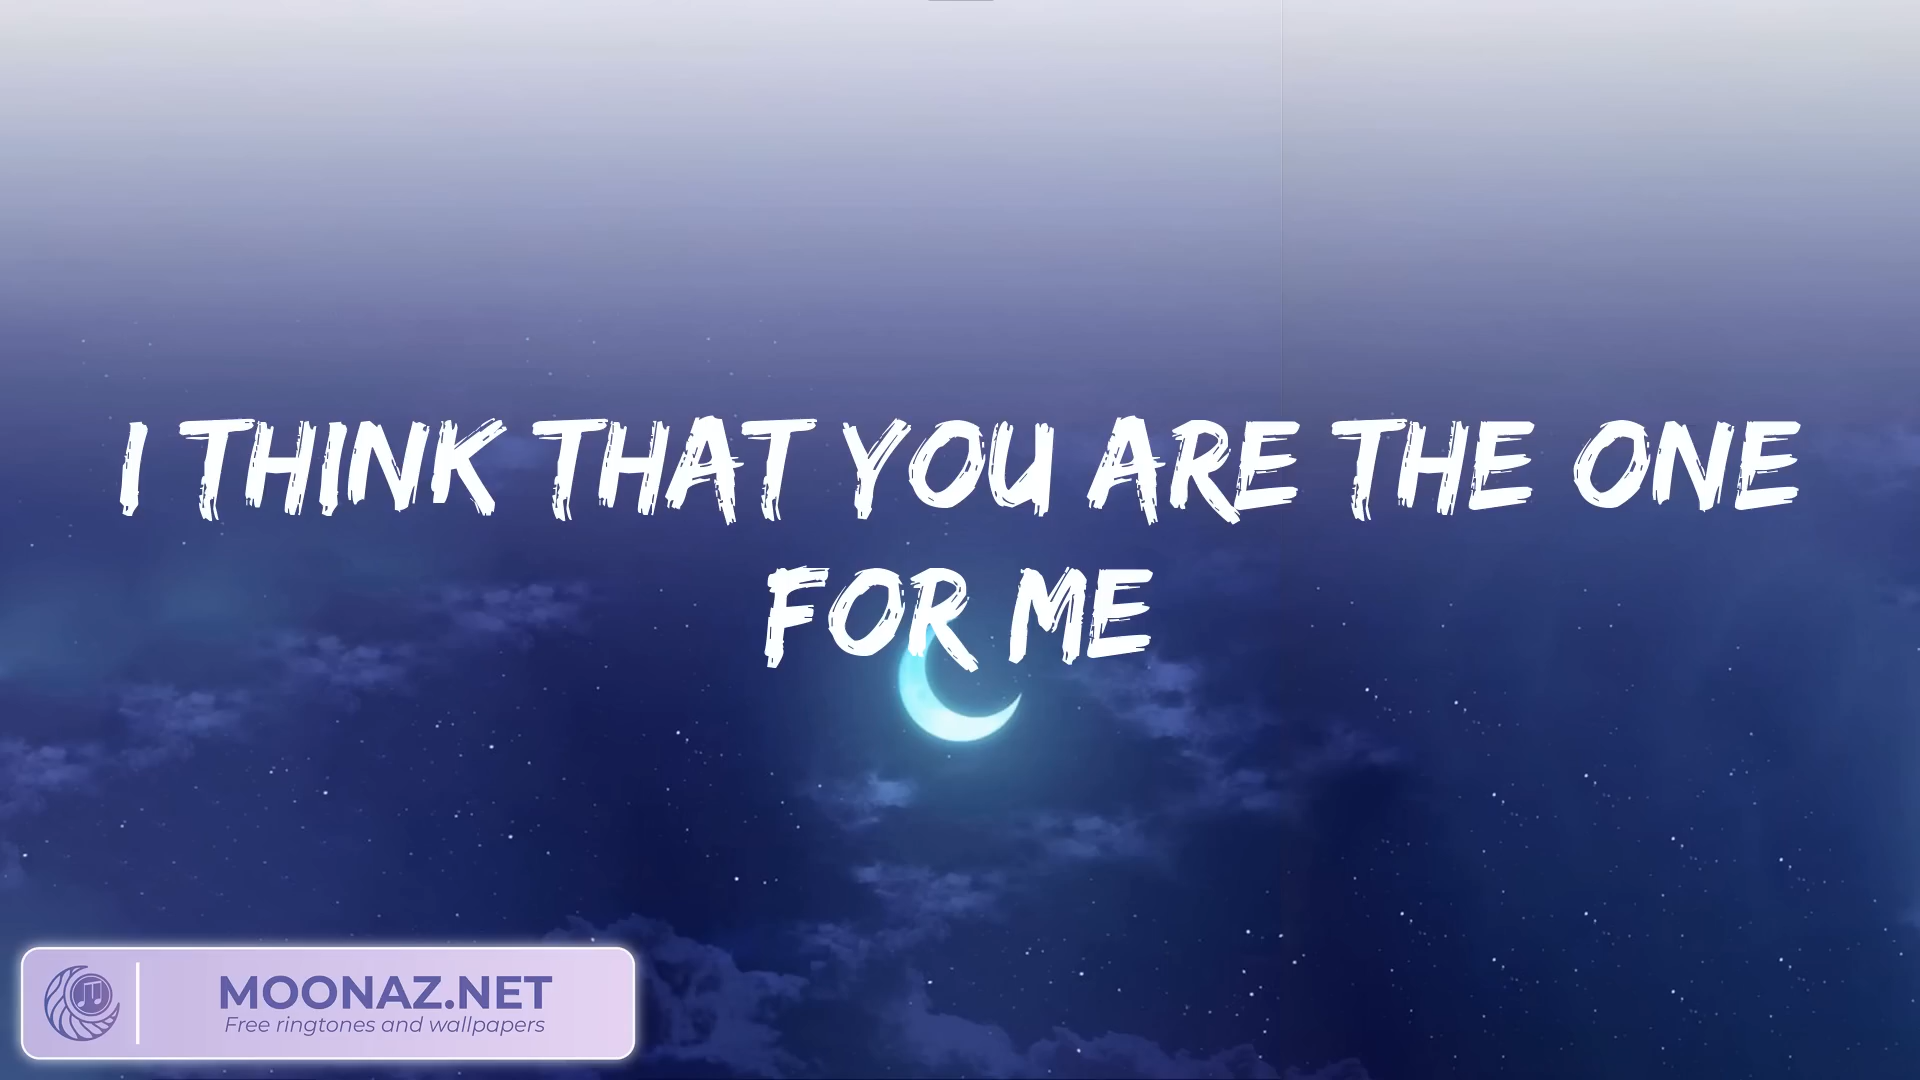 I THINK THAT YOU ARE THE ONE
FOR ME
MOONAZ.NET
Free ringtones and wallpapers